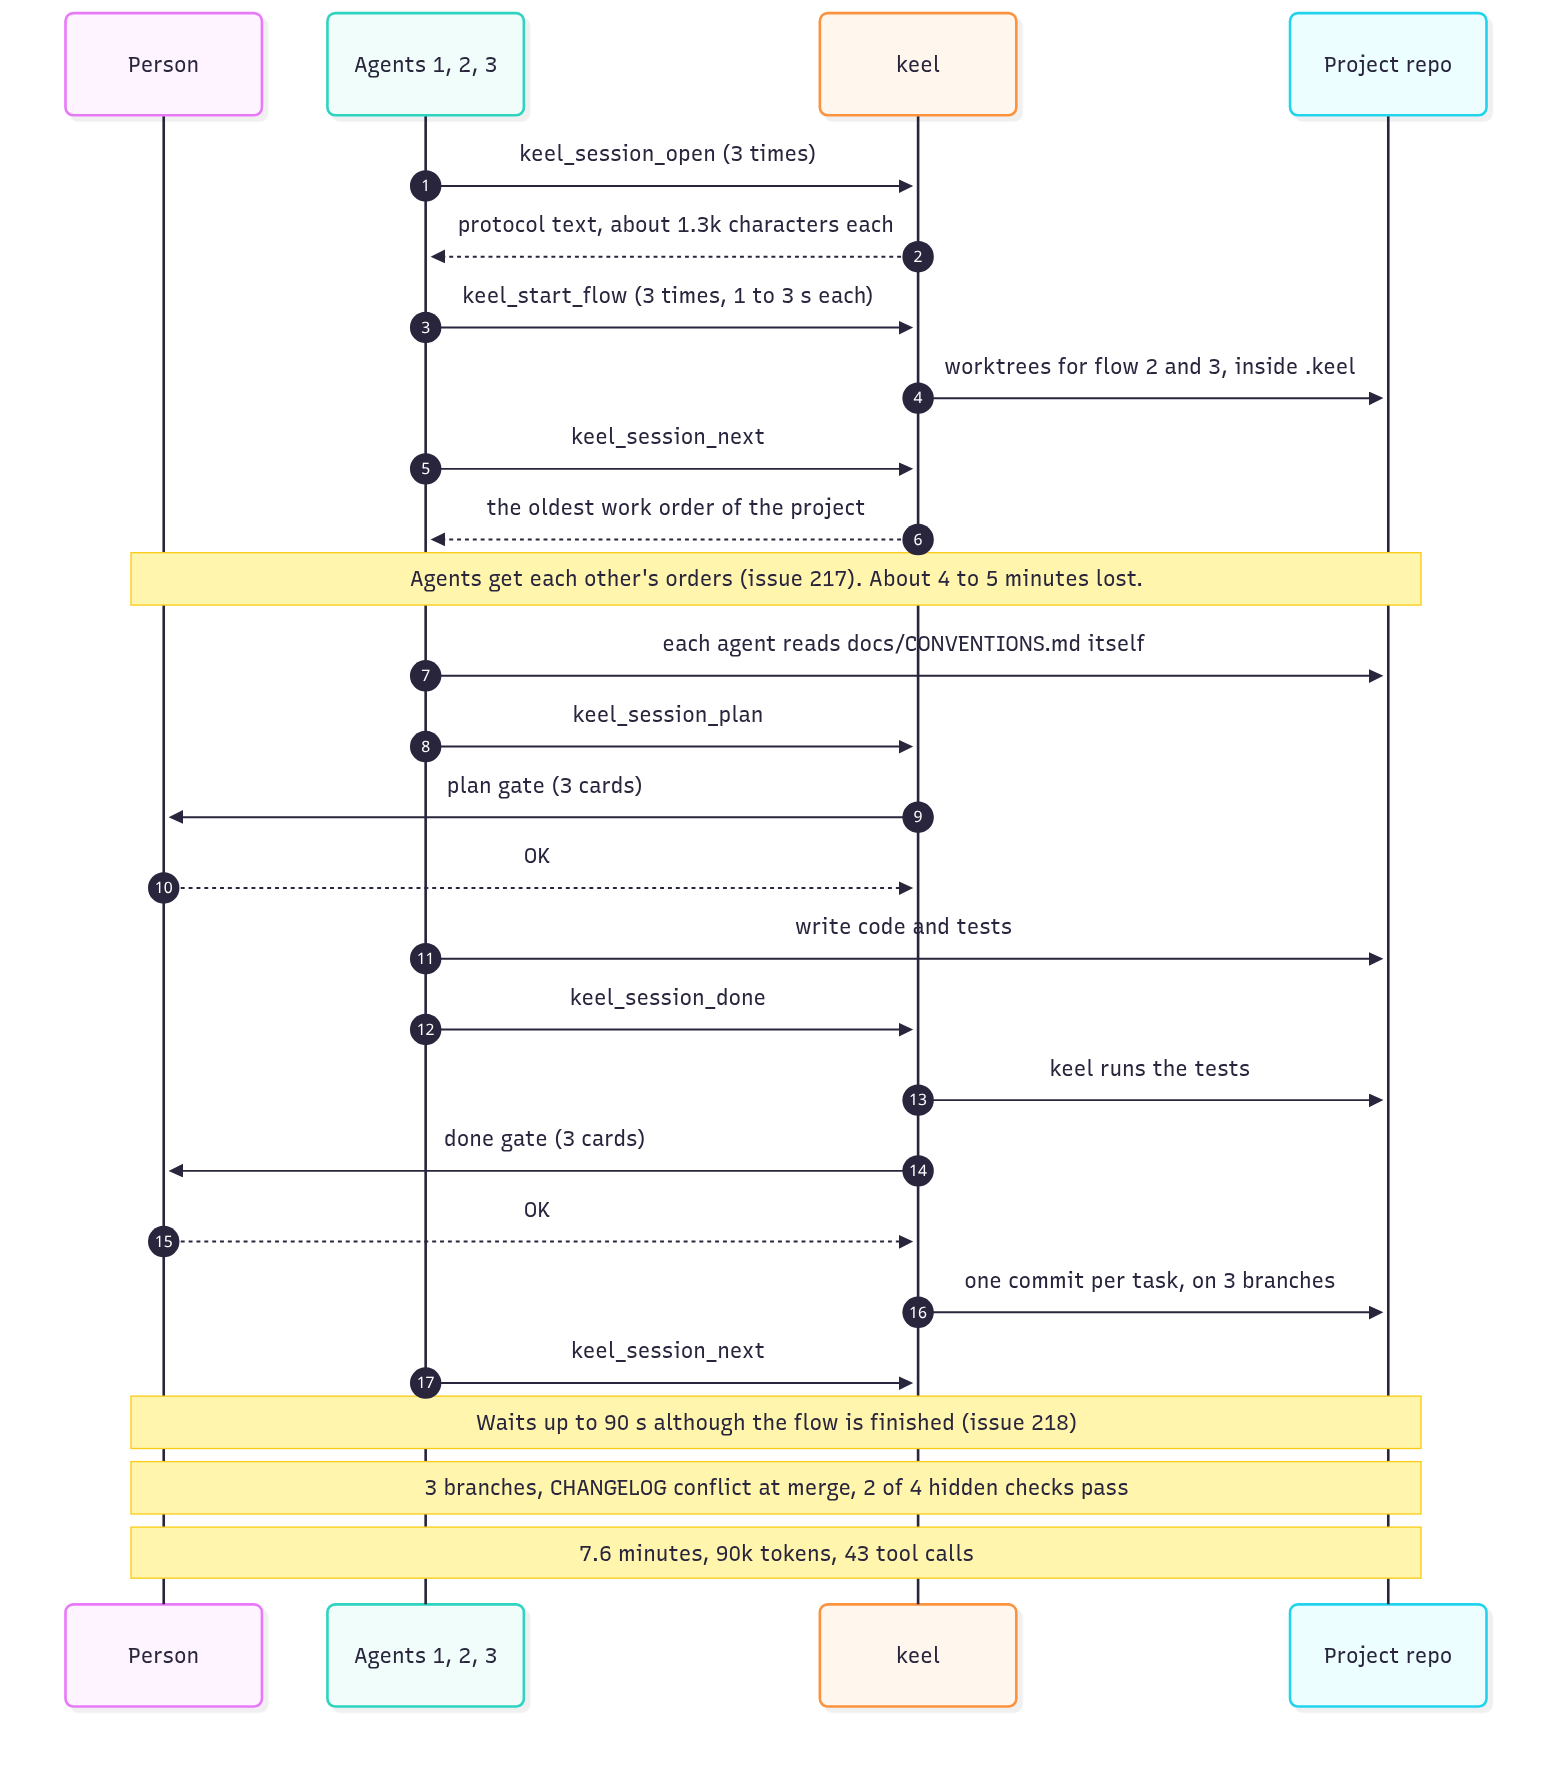 Person
Agents 1, 2, 3
keel
Project repo
keel_session_open (3 times)
1
protocol text, about 1.3k characters each
2
keel_start_flow (3 times, 1 to 3 s each)
3
worktrees for flow 2 and 3, inside .keel
4
keel_session_next
5
the oldest work order of the project
6
Agents get each other's orders (issue 217). About 4 to 5 minutes lost.
each agent reads docs/CONVENTIONS.md itself
7
keel_session_plan
8
plan gate (3 cards)
9
OK
10
write code and tests
11
keel_session_done
12
keel runs the tests
13
done gate (3 cards)
14
OK
15
one commit per task, on 3 branches
16
keel_session_next
17
Waits up to 90 s although the flow is finished (issue 218)
3 branches, CHANGELOG conflict at merge, 2 of 4 hidden checks pass
7.6 minutes, 90k tokens, 43 tool calls
Person
Agents 1, 2, 3
keel
Project repo